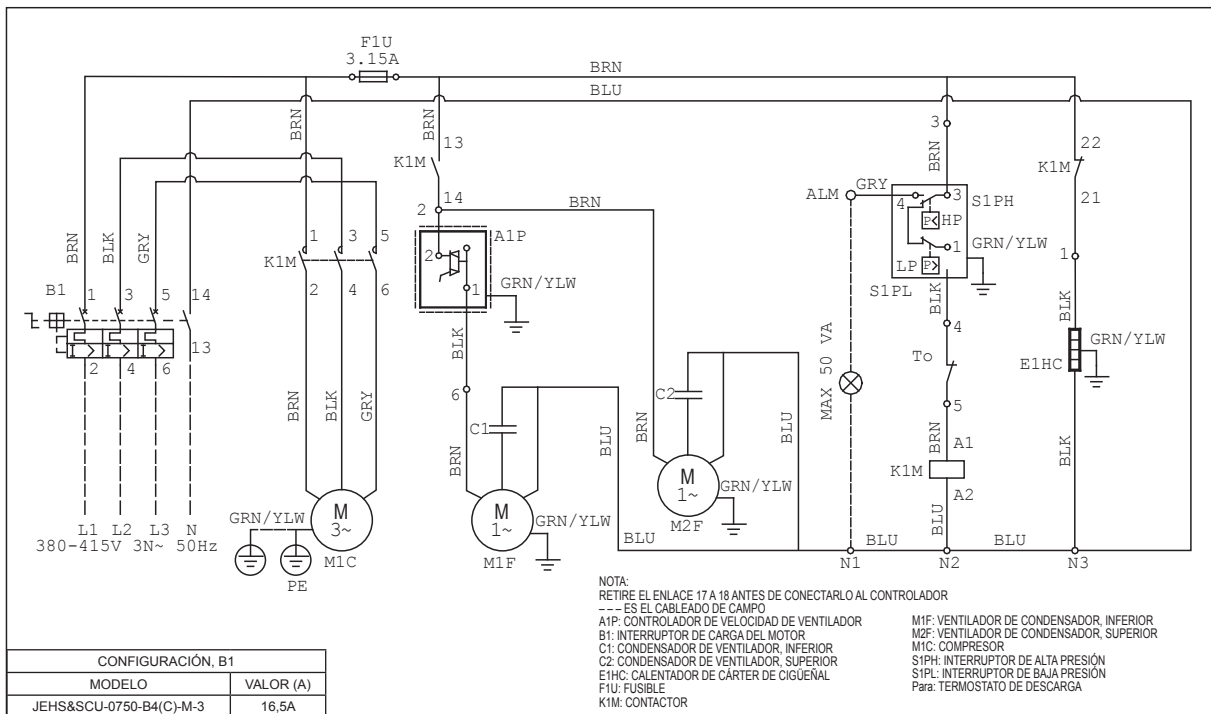 F1U
3.15A
BRN
BLU
BRN
BRN
13
K1M
14
2
BRN
3
BRN
22
K1M
21
ALM
GRY
4
3
S1PH
P<
HP
1
GRN/YLW
LP
P>
S1PL
BRN
BLK
GRY
B1
1
3
5
14
13
2
4
6
1
3
5
K1M
2
4
6
A1P
2
1
GRN/YLW
BLK
6
BLK
4
To
5
1
BLK
GRN/YLW
E1HC
MAX 50 VA
BRN
BLK
GRY
BRN
C1
BLU
BRN
C2
BLU
BRN
A1
K1M
A2
BLU
BLK
L1 L2 L3 N
380-415V 3N~ 50Hz
GRN/YLW
PE
M
3~
M1C
M
1~
GRN/YLW
M1F
M
1~
GRN/YLW
M2F
BLU
BLU
BLU
N1
N2
N3
NOTA:
RETIRE EL ENLACE 17 A 18 ANTES DE CONECTARLO AL CONTROLADOR
--- ES EL CABLEADO DE CAMPO
A1P: CONTROLADOR DE VELOCIDAD DE VENTILADOR
B1: INTERRUPTOR DE CARGA DEL MOTOR
C1: CONDENSADOR DE VENTILADOR, INFERIOR
C2: CONDENSADOR DE VENTILADOR, SUPERIOR
E1HC: CALENTADOR DE CÁRTER DE CIGÜEÑAL
F1U: FUSIBLE
K1M: CONTACTOR
M1F: VENTILADOR DE CONDENSADOR, INFERIOR
M2F: VENTILADOR DE CONDENSADOR, SUPERIOR
M1C: COMPRESOR
S1PH: INTERRUPTOR DE ALTA PRESIÓN
S1PL: INTERRUPTOR DE BAJA PRESIÓN
Para: TERMOSTATO DE DESCARGA
CONFIGURACIÓN, B1
MODELO VALOR (A)
JEHS&SCU-0750-B4(C)-M-3 16,5A